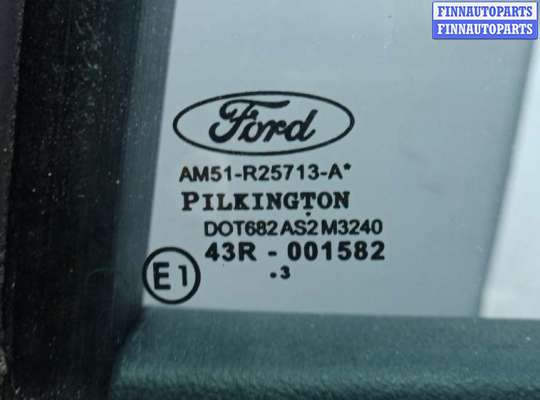 FINNAUTOPARTS
FINNAUTOPARTS
Ford
AM51-R25713-A*
PILKINGTON
DOT682 AS2 M3240
43R - 001582
E1
.3